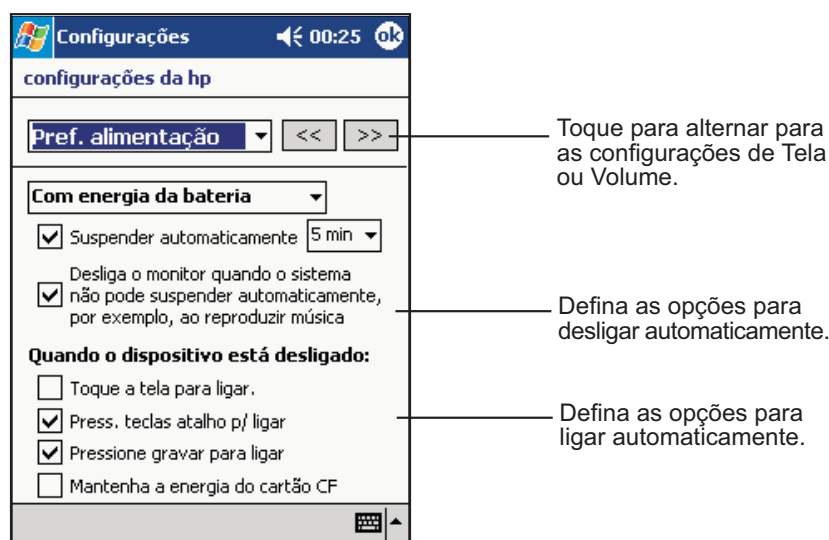 Configurações 00:25 ok
configurações da hp
Pref. alimentação << >>
Toque para alternar para
as configurações de Tela
ou Volume.
Com energia da bateria
Suspender automaticamente 5 min
Desliga o monitor quando o sistema
não pode suspender automaticamente,
por exemplo, ao reproduzir música
Defina as opções para
desligar automaticamente.
Quando o dispositivo está desligado:
Toque a tela para ligar.
Press. teclas atalho p/ ligar
Pressione gravar para ligar
Mantenha a energia do cartão CF
Defina as opções para
ligar automaticamente.